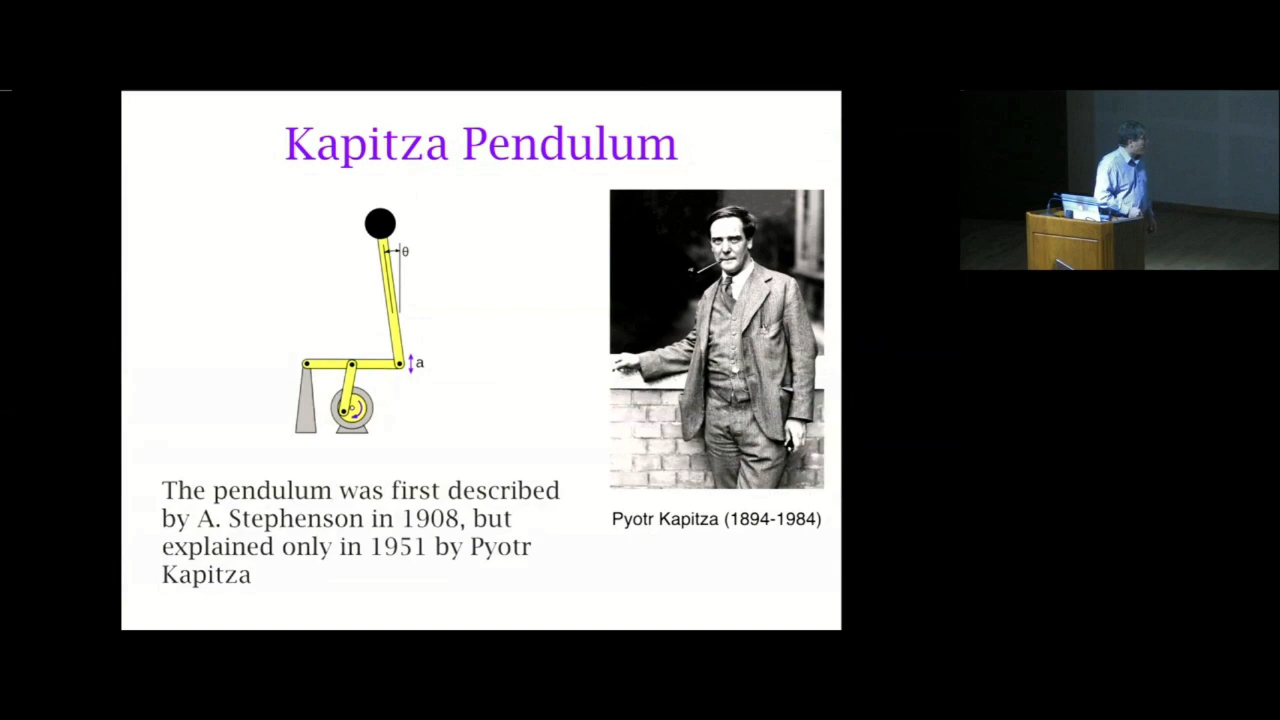 Kapitza Pendulum
θ
a
The pendulum was first described
by A. Stephenson in 1908, but
explained only in 1951 by Pyotr
Kapitza
Pyotr Kapitza (1894-1984)